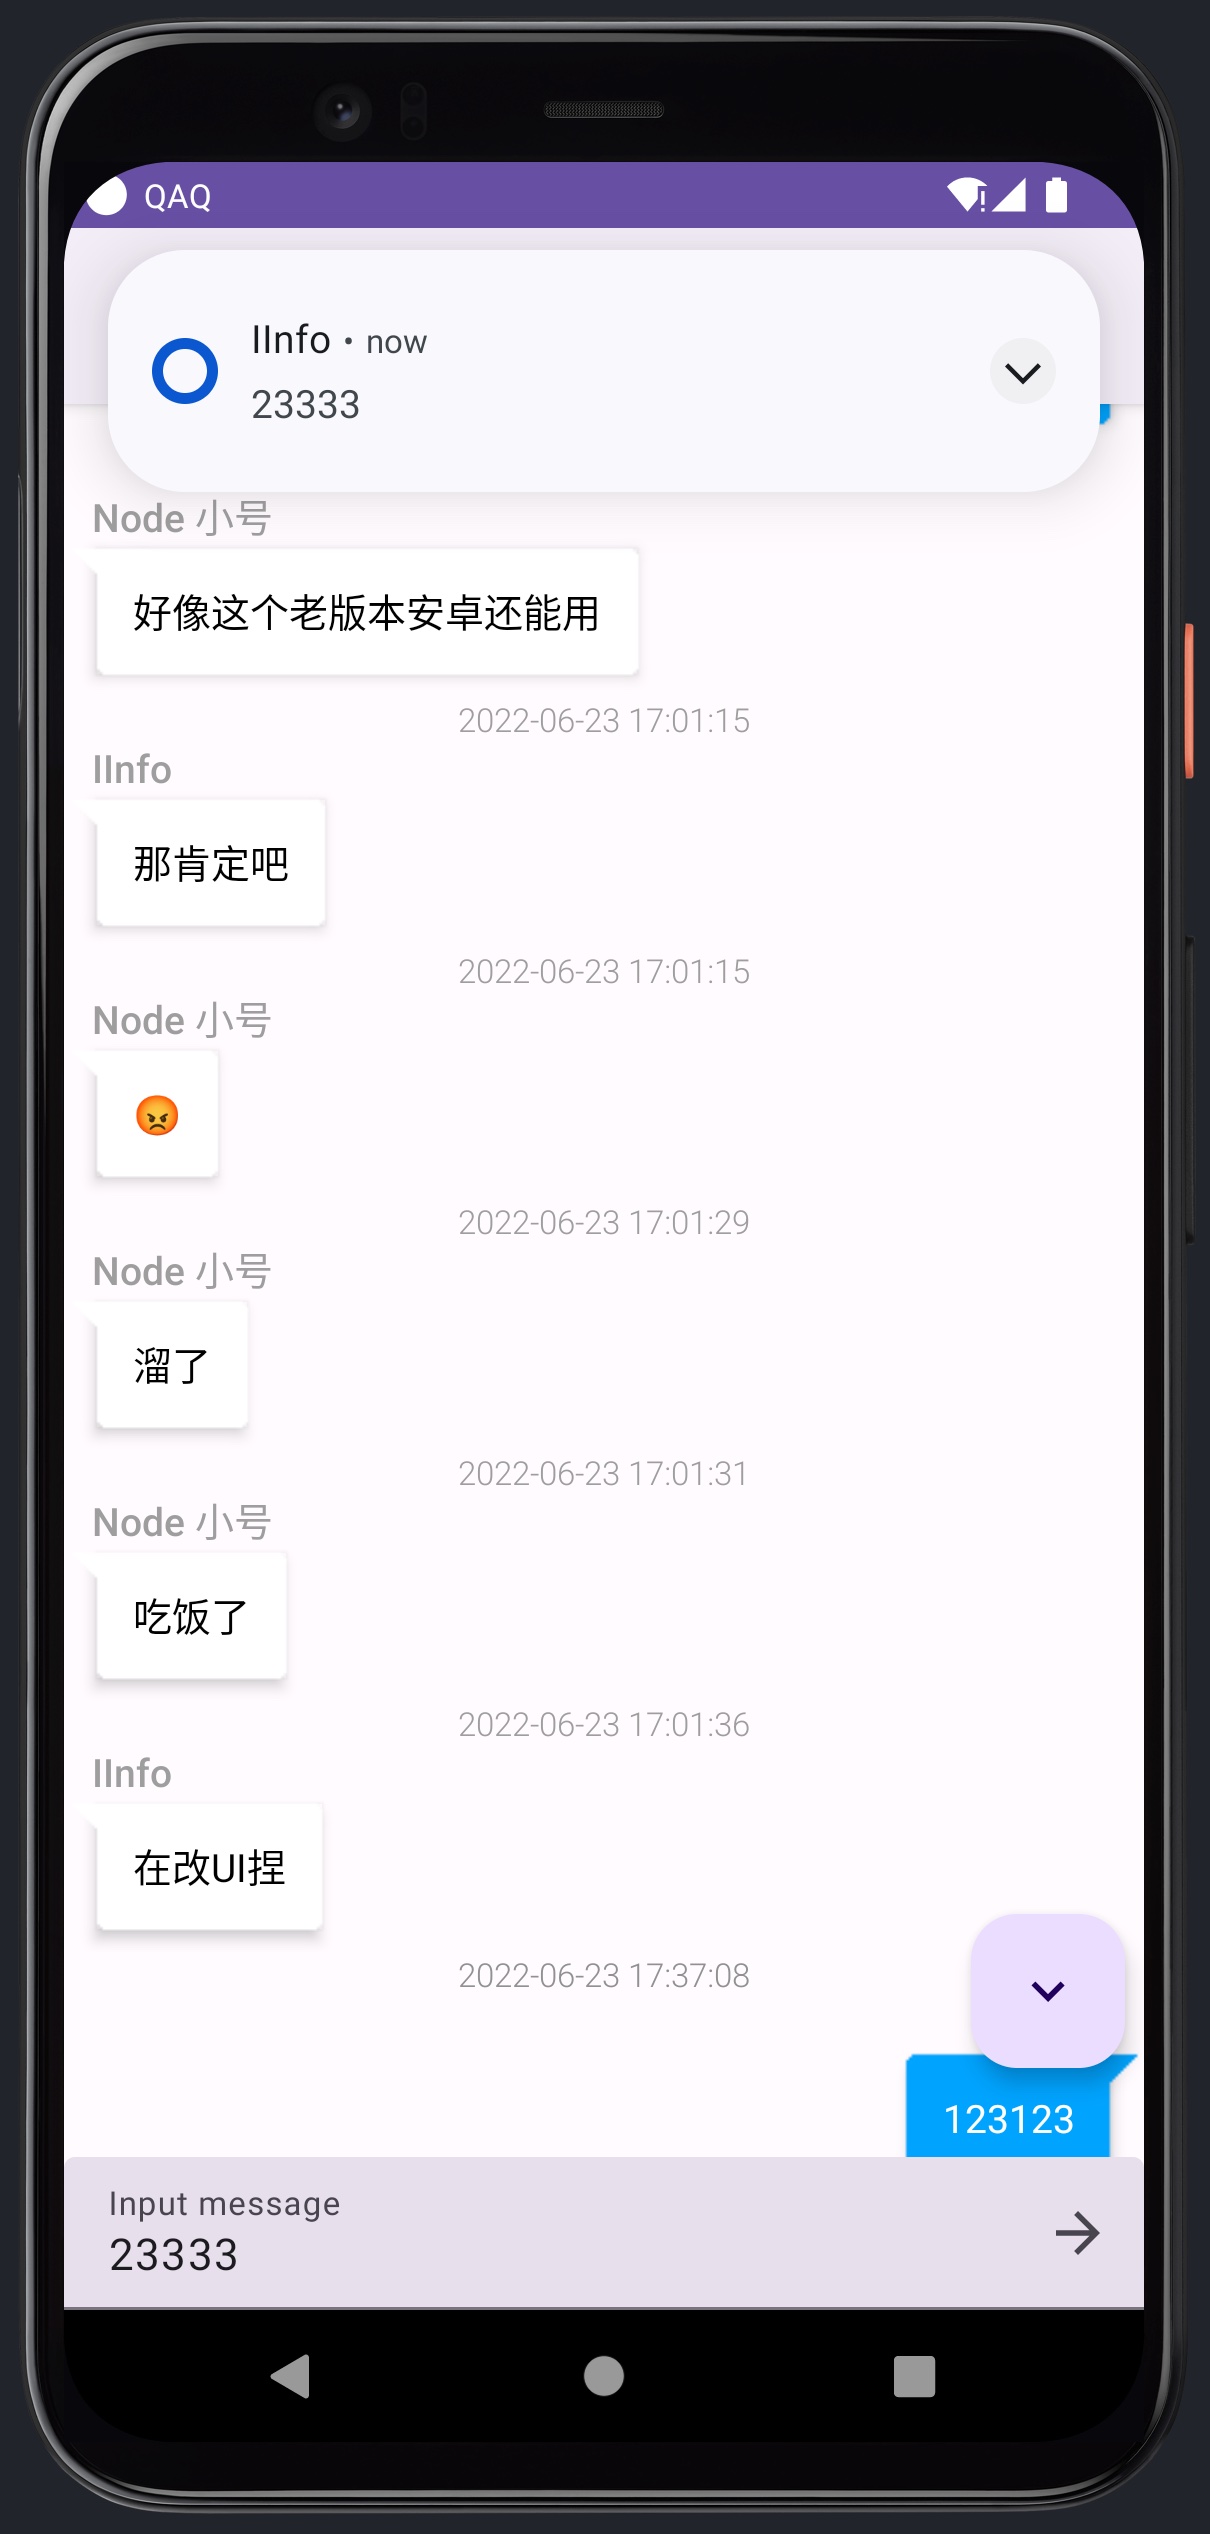 QAQ
IInfo • now
23333
Node 小号
好像这个老版本安卓还能用
2022-06-23 17:01:15
IInfo
那肯定吧
2022-06-23 17:01:15
Node 小号
😡
2022-06-23 17:01:29
Node 小号
溜了
2022-06-23 17:01:31
Node 小号
吃饭了
2022-06-23 17:01:36
IInfo
在改UI捏
2022-06-23 17:37:08
123123
Input message
23333